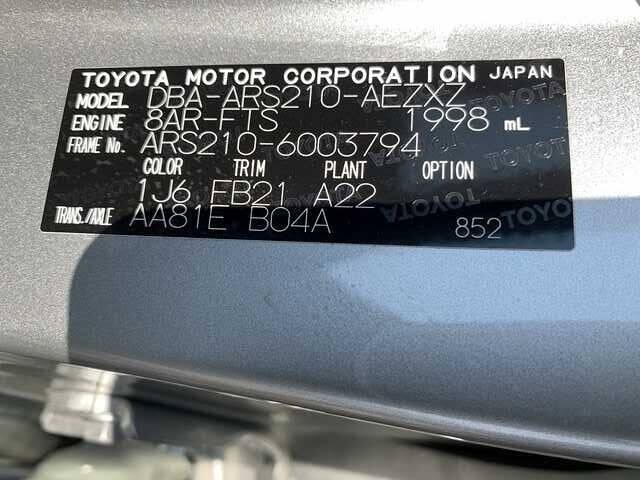 TOYOTA MOTOR CORPORATION JAPAN
MODEL DBA-ARS210-AEZXZ
ENGINE 8AR-FTS 1998 mL
FRAME No. ARS210-6003794
COLOR TRIM PLANT OPTION
1J6 FB21 A22
TRANS./AXLE AA81E B04A
852